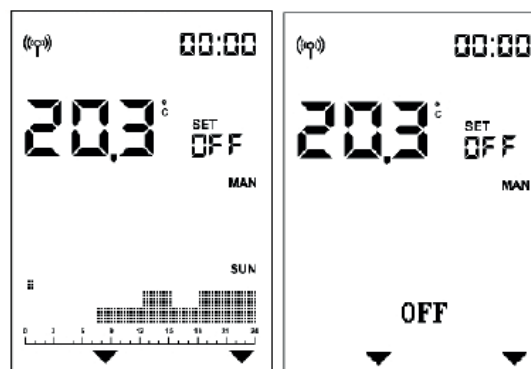 00:00
20.3 °C
SET
OFF
MAN
SUN
0 3 6 9 12 15 18 21 24
00:00
20.3 °C
SET
OFF
MAN
OFF